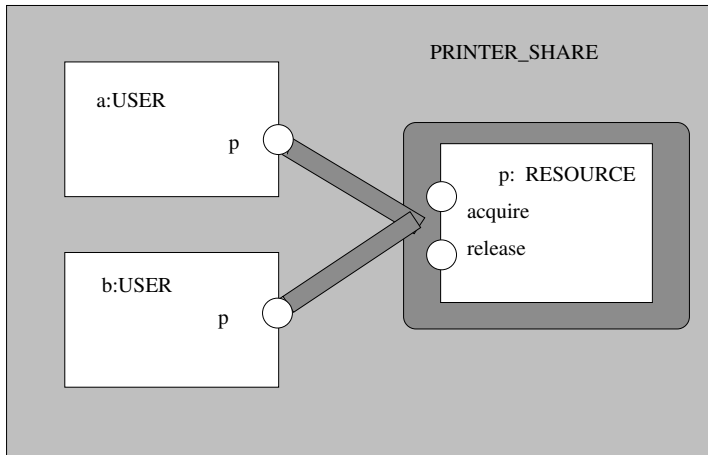 PRINTER_SHARE
a:USER
p
p: RESOURCE
acquire
release
b:USER
p